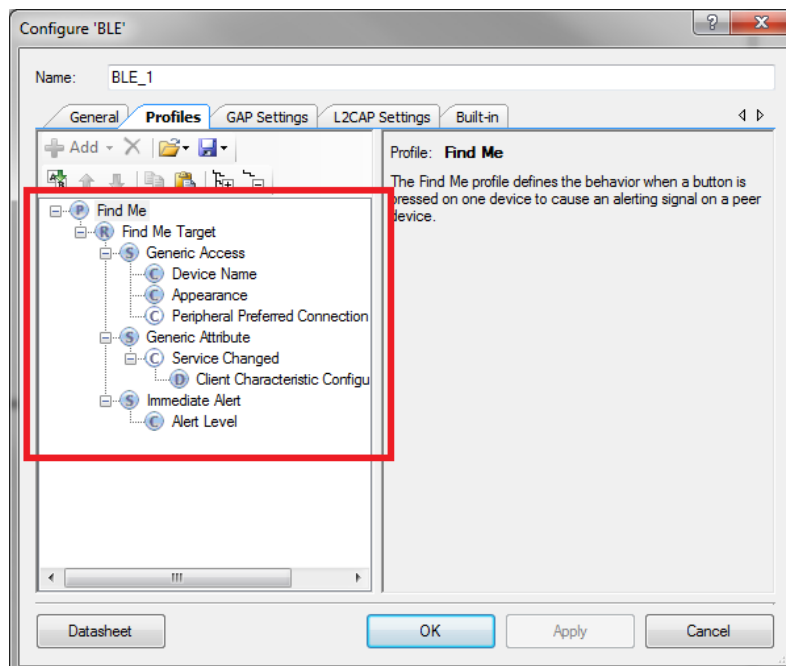 Configure 'BLE'
Name: BLE_1
General Profiles GAP Settings L2CAP Settings Built-in
Add
Profile: Find Me
The Find Me profile defines the behavior when a button is
pressed on one device to cause an alerting signal on a peer
device.
P Find Me
R Find Me Target
S Generic Access
C Device Name
C Appearance
C Peripheral Preferred Connection
S Generic Attribute
C Service Changed
D Client Characteristic Configu
S Immediate Alert
C Alert Level
Datasheet OK Apply Cancel